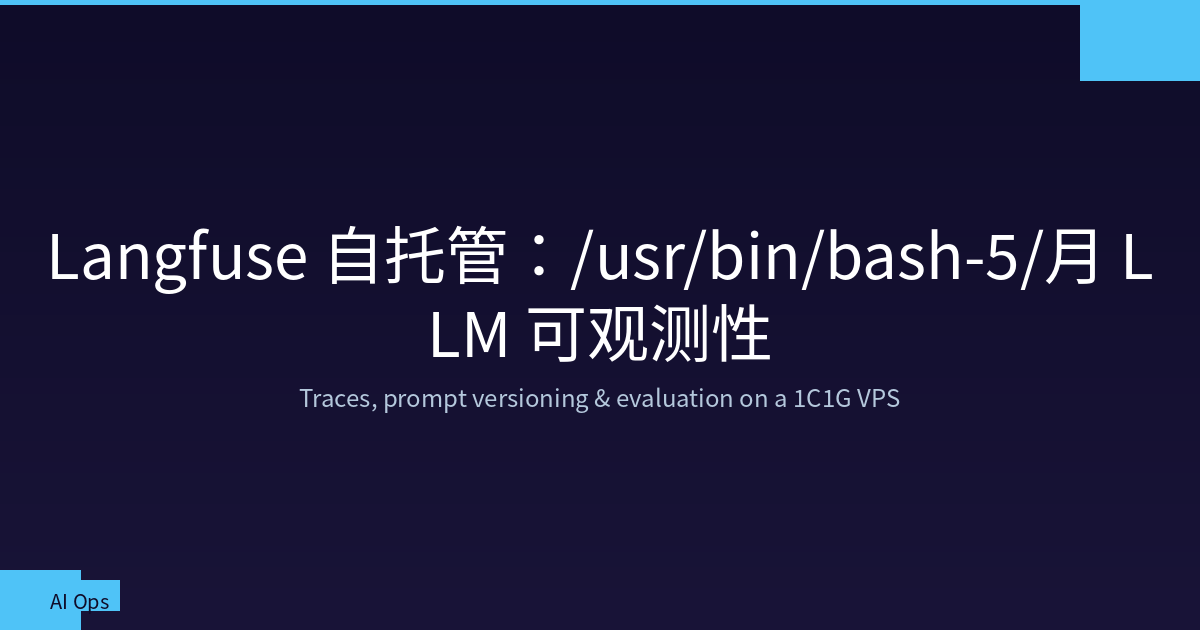 Langfuse 自托管：/usr/bin/bash-5/月 L
LM 可观测性
Traces, prompt versioning & evaluation on a 1C1G VPS
AI Ops